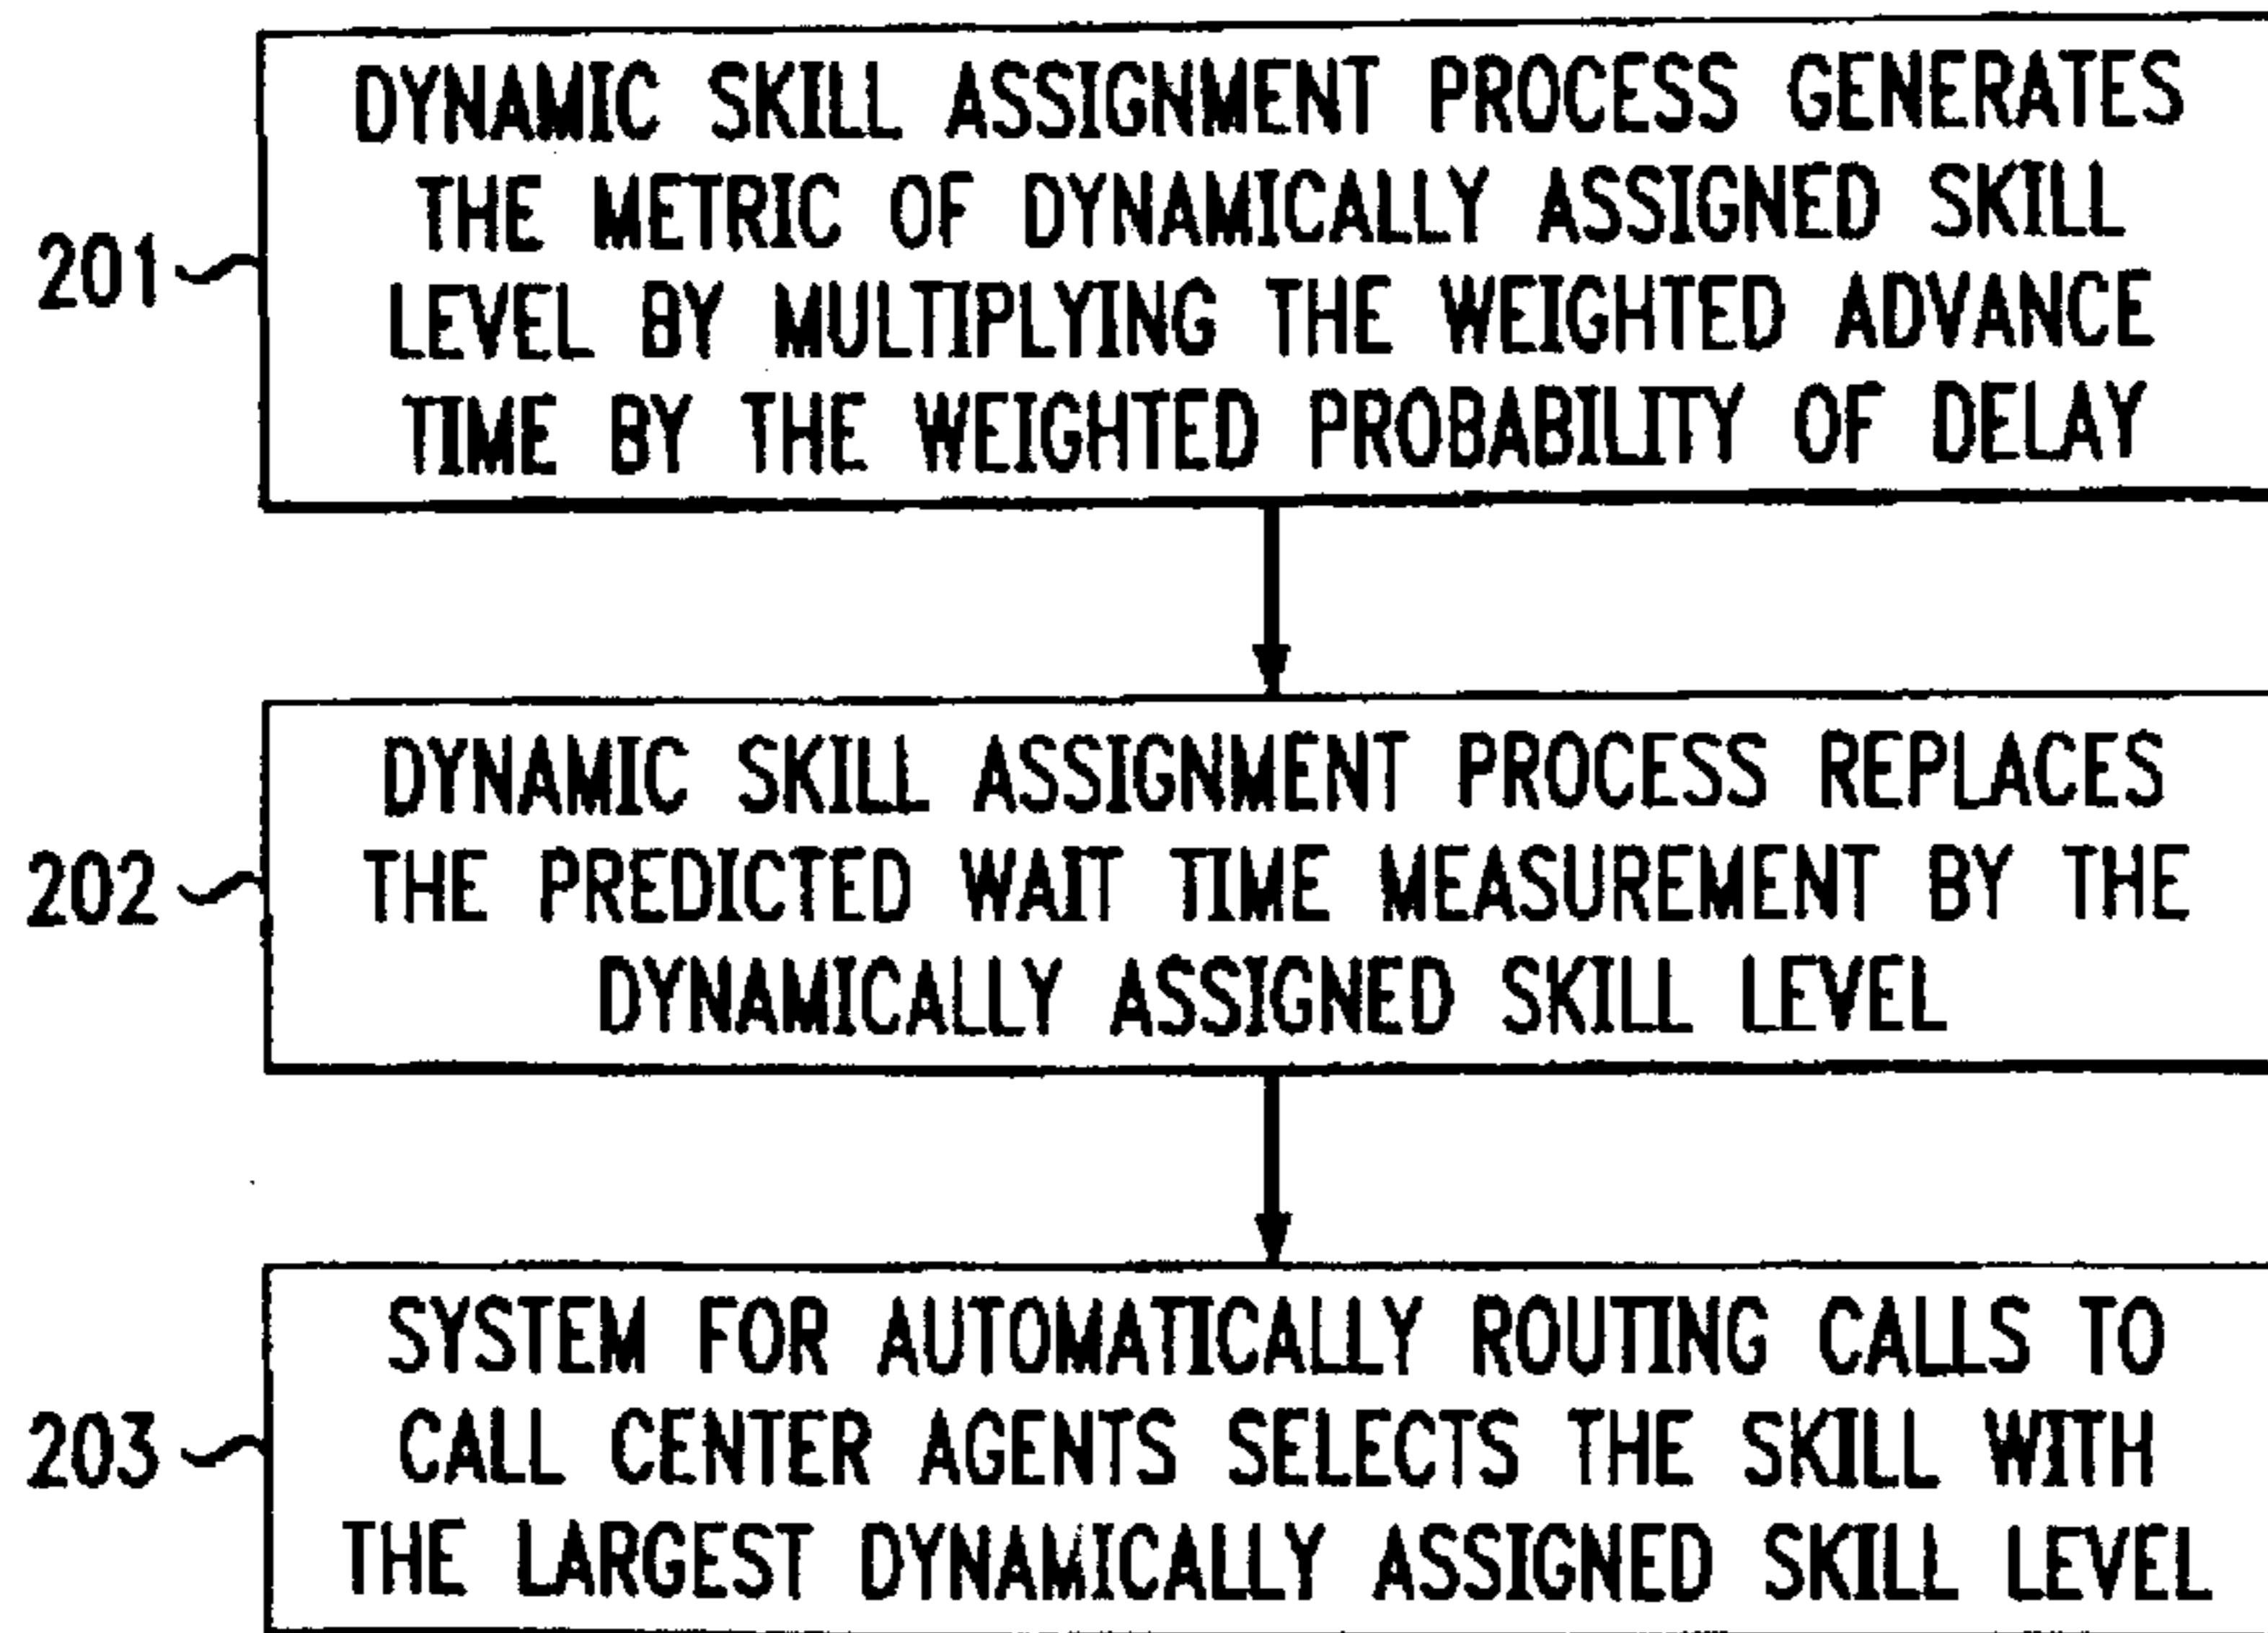 DYNAMIC SKILL ASSIGNMENT PROCESS GENERATES
THE METRIC OF DYNAMICALLY ASSIGNED SKILL
LEVEL BY MULTIPLYING THE WEIGHTED ADVANCE
TIME BY THE WEIGHTED PROBABILITY OF DELAY
201
DYNAMIC SKILL ASSIGNMENT PROCESS REPLACES
THE PREDICTED WAIT TIME MEASUREMENT BY THE
DYNAMICALLY ASSIGNED SKILL LEVEL
202
SYSTEM FOR AUTOMATICALLY ROUTING CALLS TO
CALL CENTER AGENTS SELECTS THE SKILL WITH
THE LARGEST DYNAMICALLY ASSIGNED SKILL LEVEL
203